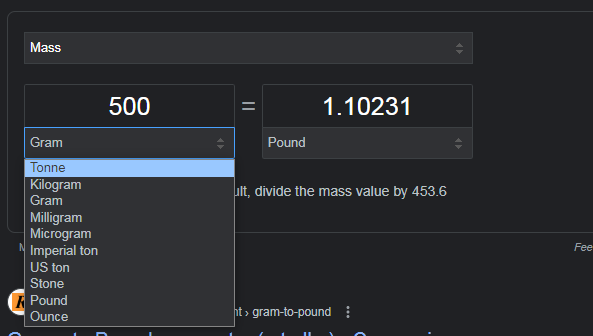 Mass
500 = 1.10231
Gram Pound
Tonne
Kilogram
ult, divide the mass value by 453.6
Gram
Milligram
Microgram
Imperial ton
Fee
US ton
Stone
Pound
nt › gram-to-pound
Ounce